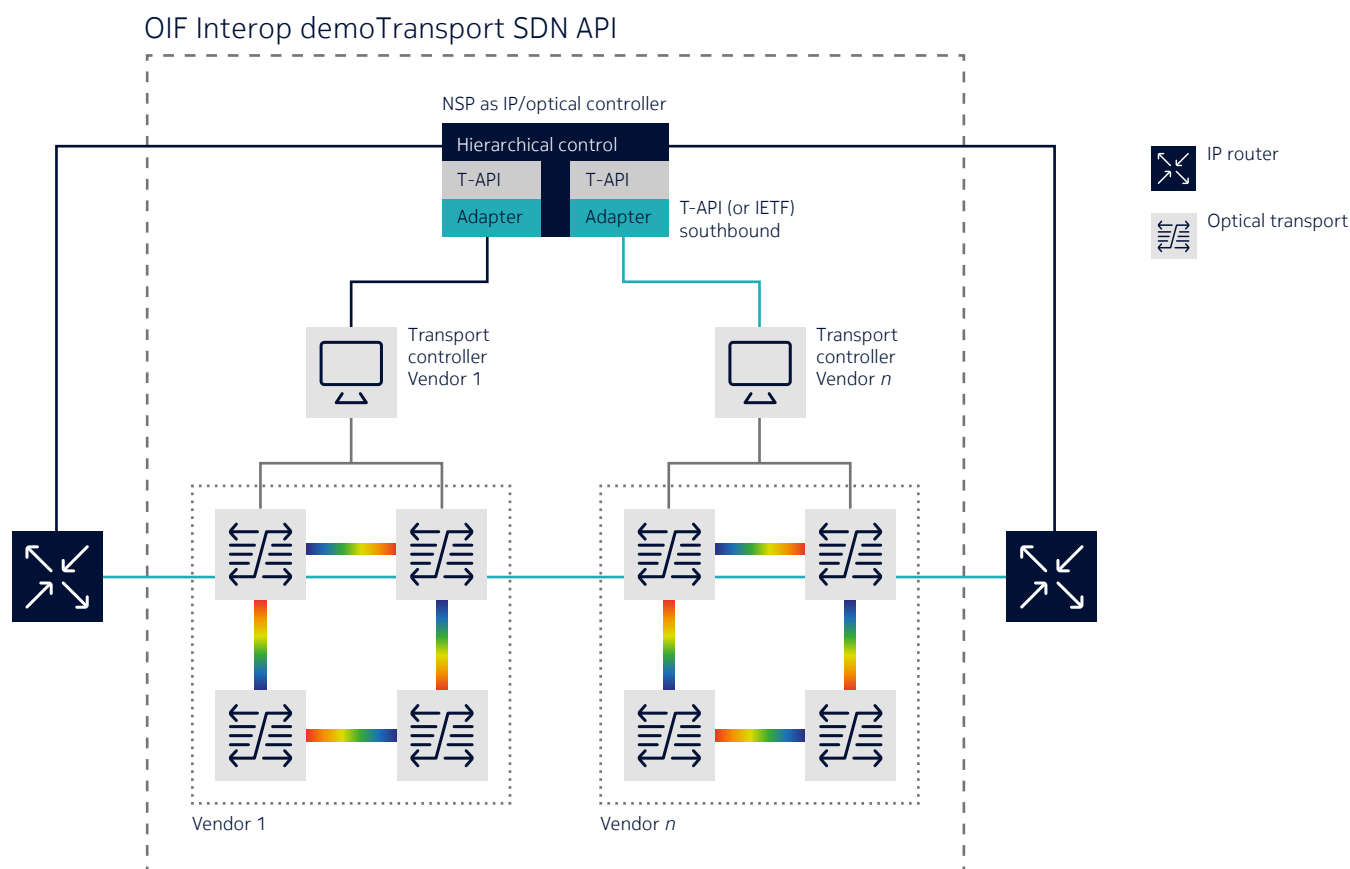 OIF Interop demoTransport SDN API
NSP as IP/optical controller
Hierarchical control
T-API
T-API
Adapter
Adapter
T-API (or IETF)
southbound
IP router
Optical transport
Transport
controller
Vendor 1
Transport
controller
Vendor n
Vendor 1
Vendor n